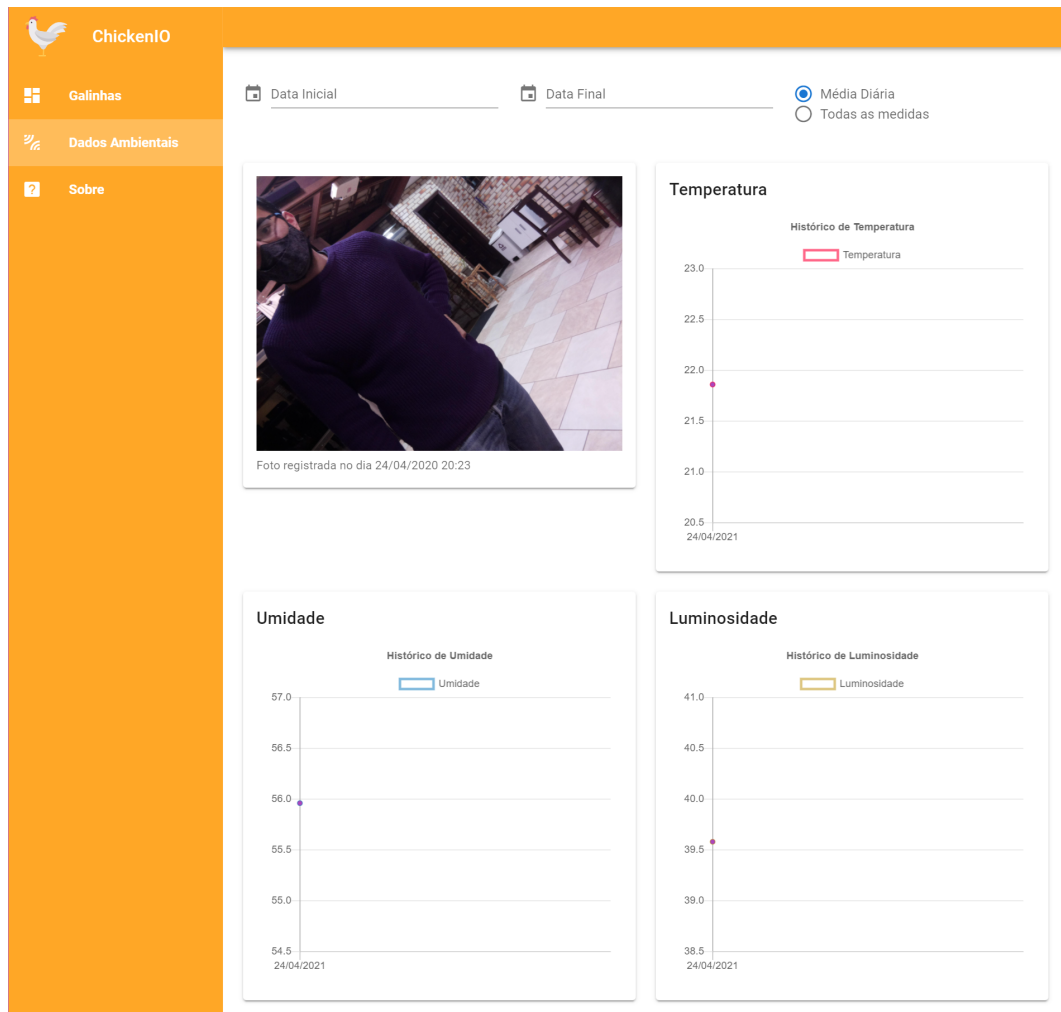 ChickenIO
Galinhas
Dados Ambientais
Sobre
Data Inicial
Data Final
Média Diária
Todas as medidas
Foto registrada no dia 24/04/2020 20:23
Temperatura
Histórico de Temperatura
Temperatura
23.0
22.5
22.0
21.5
21.0
20.5
24/04/2021
Umidade
Histórico de Umidade
Umidade
57.0
56.5
56.0
55.5
55.0
54.5
24/04/2021
Luminosidade
Histórico de Luminosidade
Luminosidade
41.0
40.5
40.0
39.5
39.0
38.5
24/04/2021